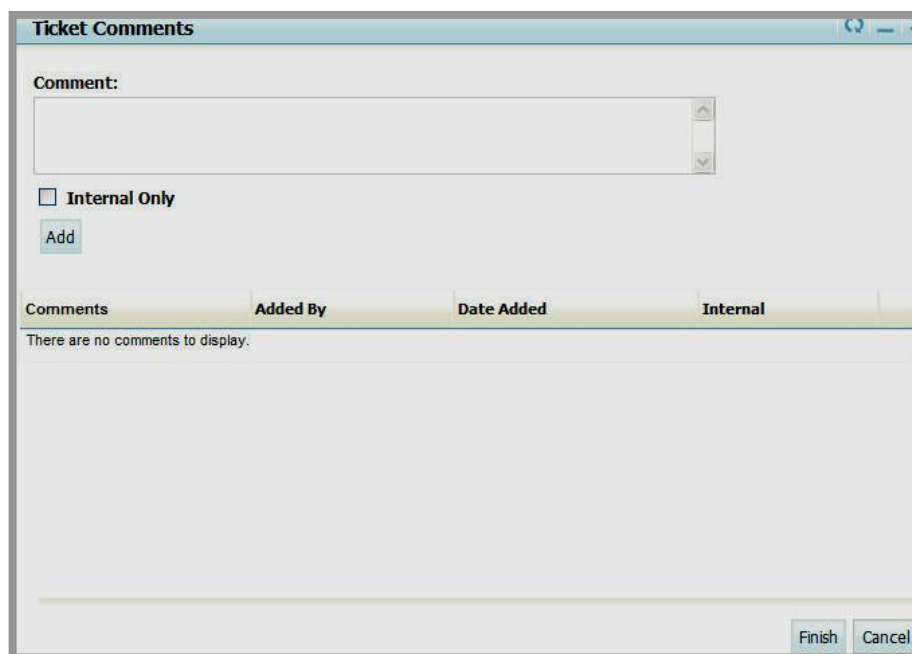 Ticket Comments
Comment:
Internal Only
Add
Comments Added By Date Added Internal
There are no comments to display.
Finish Cancel